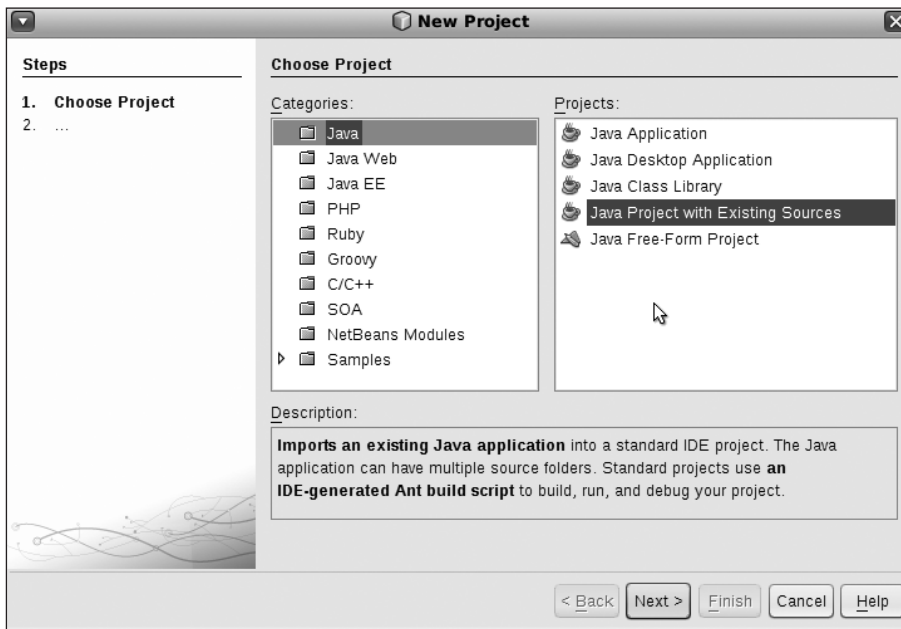 New Project
Steps
1. Choose Project
2. ...
Choose Project
Categories:
Java
Java Web
Java EE
PHP
Ruby
Groovy
C/C++
SOA
NetBeans Modules
Samples
Projects:
Java Application
Java Desktop Application
Java Class Library
Java Project with Existing Sources
Java Free-Form Project
Description:
Imports an existing Java application into a standard IDE project. The Java
application can have multiple source folders. Standard projects use an
IDE-generated Ant build script to build, run, and debug your project.
< Back Next > Finish Cancel Help